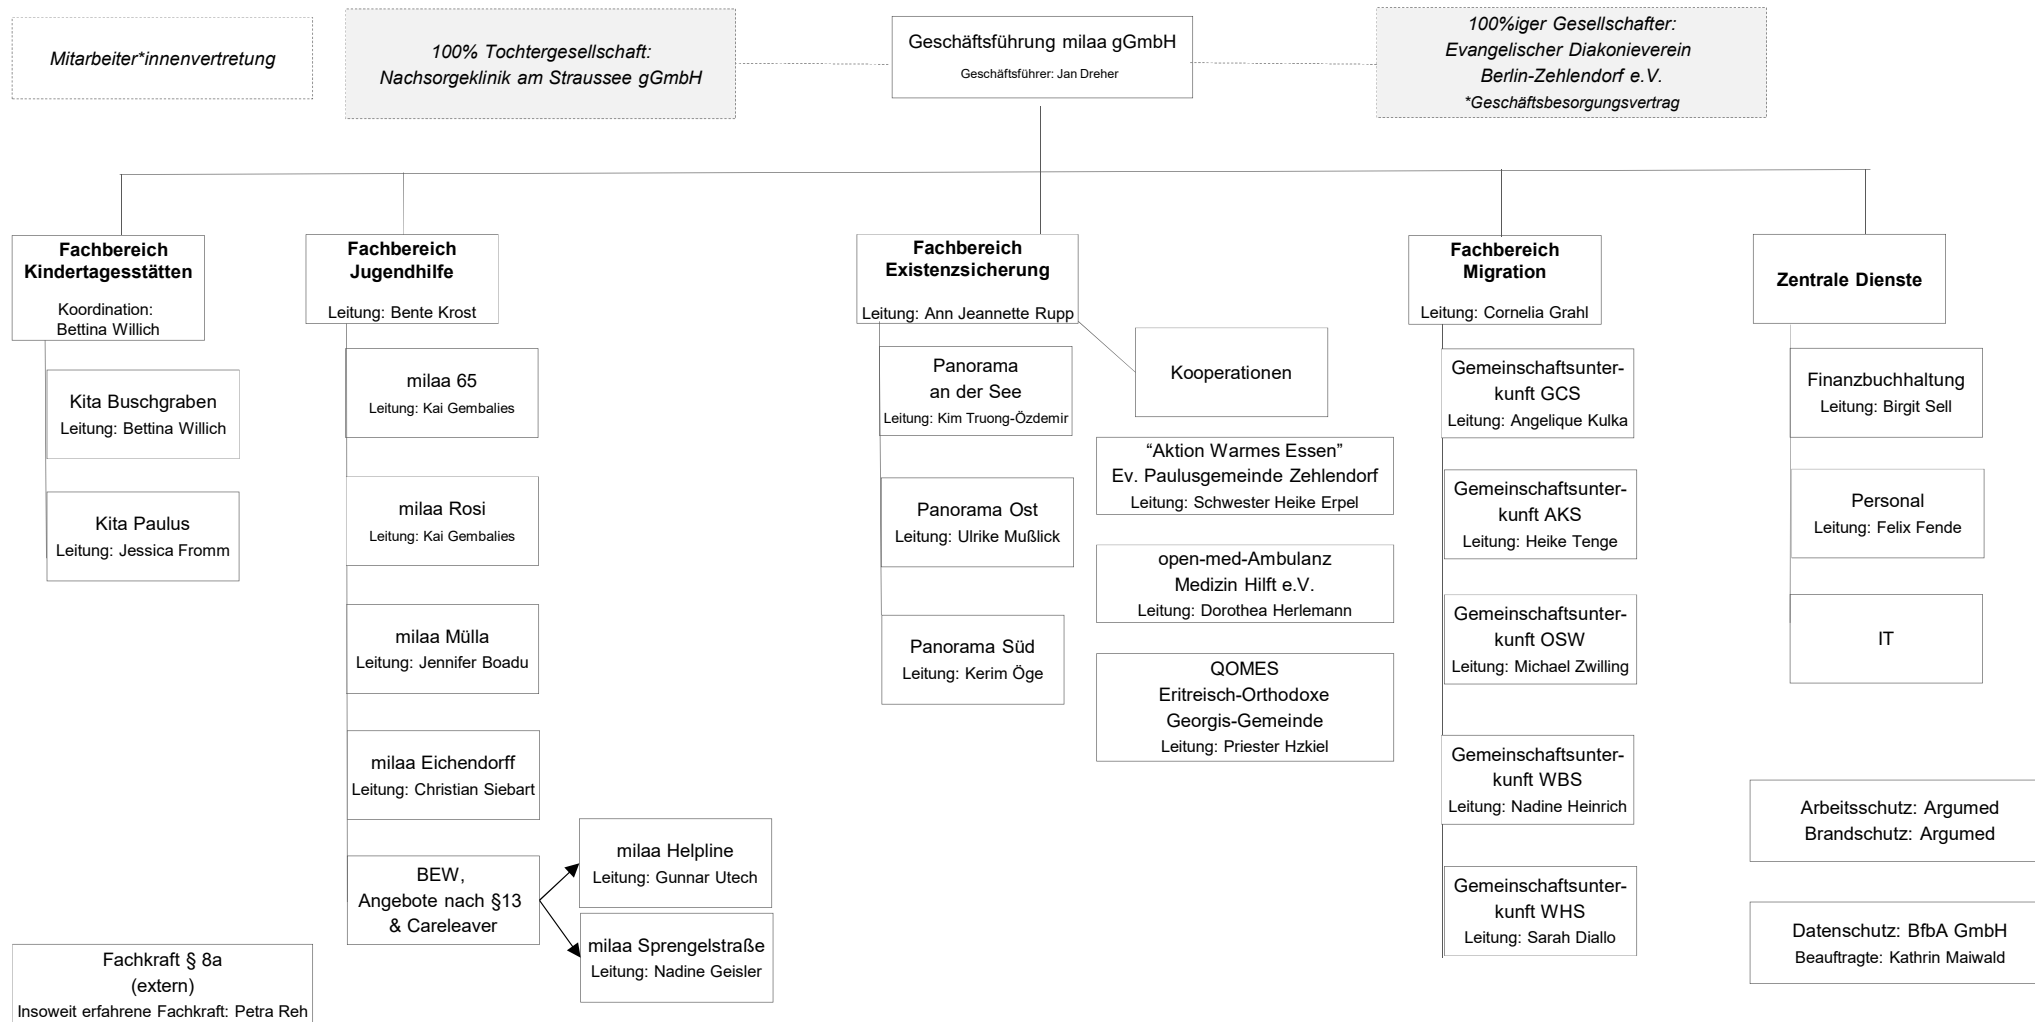 Mitarbeiter*innenvertretung
100% Tochtergesellschaft:
Nachsorgeklinik am Straussee gGmbH
Geschäftsführung milaa gGmbH
Geschäftsführer: Jan Dreher
100%iger Gesellschafter:
Evangelischer Diakonieverein
Berlin-Zehlendorf e.V.
*Geschäftsbesorgungsvertrag
Fachbereich
Kindertagesstätten
Koordination:
Bettina Willich
Kita Buschgraben
Leitung: Bettina Willich
Kita Paulus
Leitung: Jessica Fromm
Fachbereich
Jugendhilfe
Leitung: Bente Krost
milaa 65
Leitung: Kai Gembalies
milaa Rosi
Leitung: Kai Gembalies
milaa Mülla
Leitung: Jennifer Boadu
milaa Eichendorff
Leitung: Christian Siebart
BEW,
Angebote nach §13
& Careleaver
milaa Helpline
Leitung: Gunnar Utech
milaa Sprengelstraße
Leitung: Nadine Geisler
Fachbereich
Existenzsicherung
Leitung: Ann Jeannette Rupp
Panorama
an der See
Leitung: Kim Truong-Özdemir
Panorama Ost
Leitung: Ulrike Mußlick
Panorama Süd
Leitung: Kerim Öge
Kooperationen
“Aktion Warmes Essen”
Ev. Paulusgemeinde Zehlendorf
Leitung: Schwester Heike Erpel
open-med-Ambulanz
Medizin Hilft e.V.
Leitung: Dorothea Herlemann
QOMES
Eritreisch-Orthodoxe
Georgis-Gemeinde
Leitung: Priester Hzkiel
Fachbereich
Migration
Leitung: Cornelia Grahl
Gemeinschaftsunter-
kunft GCS
Leitung: Angelique Kulka
Gemeinschaftsunter-
kunft AKS
Leitung: Heike Tenge
Gemeinschaftsunter-
kunft OSW
Leitung: Michael Zwilling
Gemeinschaftsunter-
kunft WBS
Leitung: Nadine Heinrich
Gemeinschaftsunter-
kunft WHS
Leitung: Sarah Diallo
Zentrale Dienste
Finanzbuchhaltung
Leitung: Birgit Sell
Personal
Leitung: Felix Fende
IT
Arbeitsschutz: Argumed
Brandschutz: Argumed
Datenschutz: BfbA GmbH
Beauftragte: Kathrin Maiwald
Fachkraft § 8a
(extern)
Insoweit erfahrene Fachkraft: Petra Reh